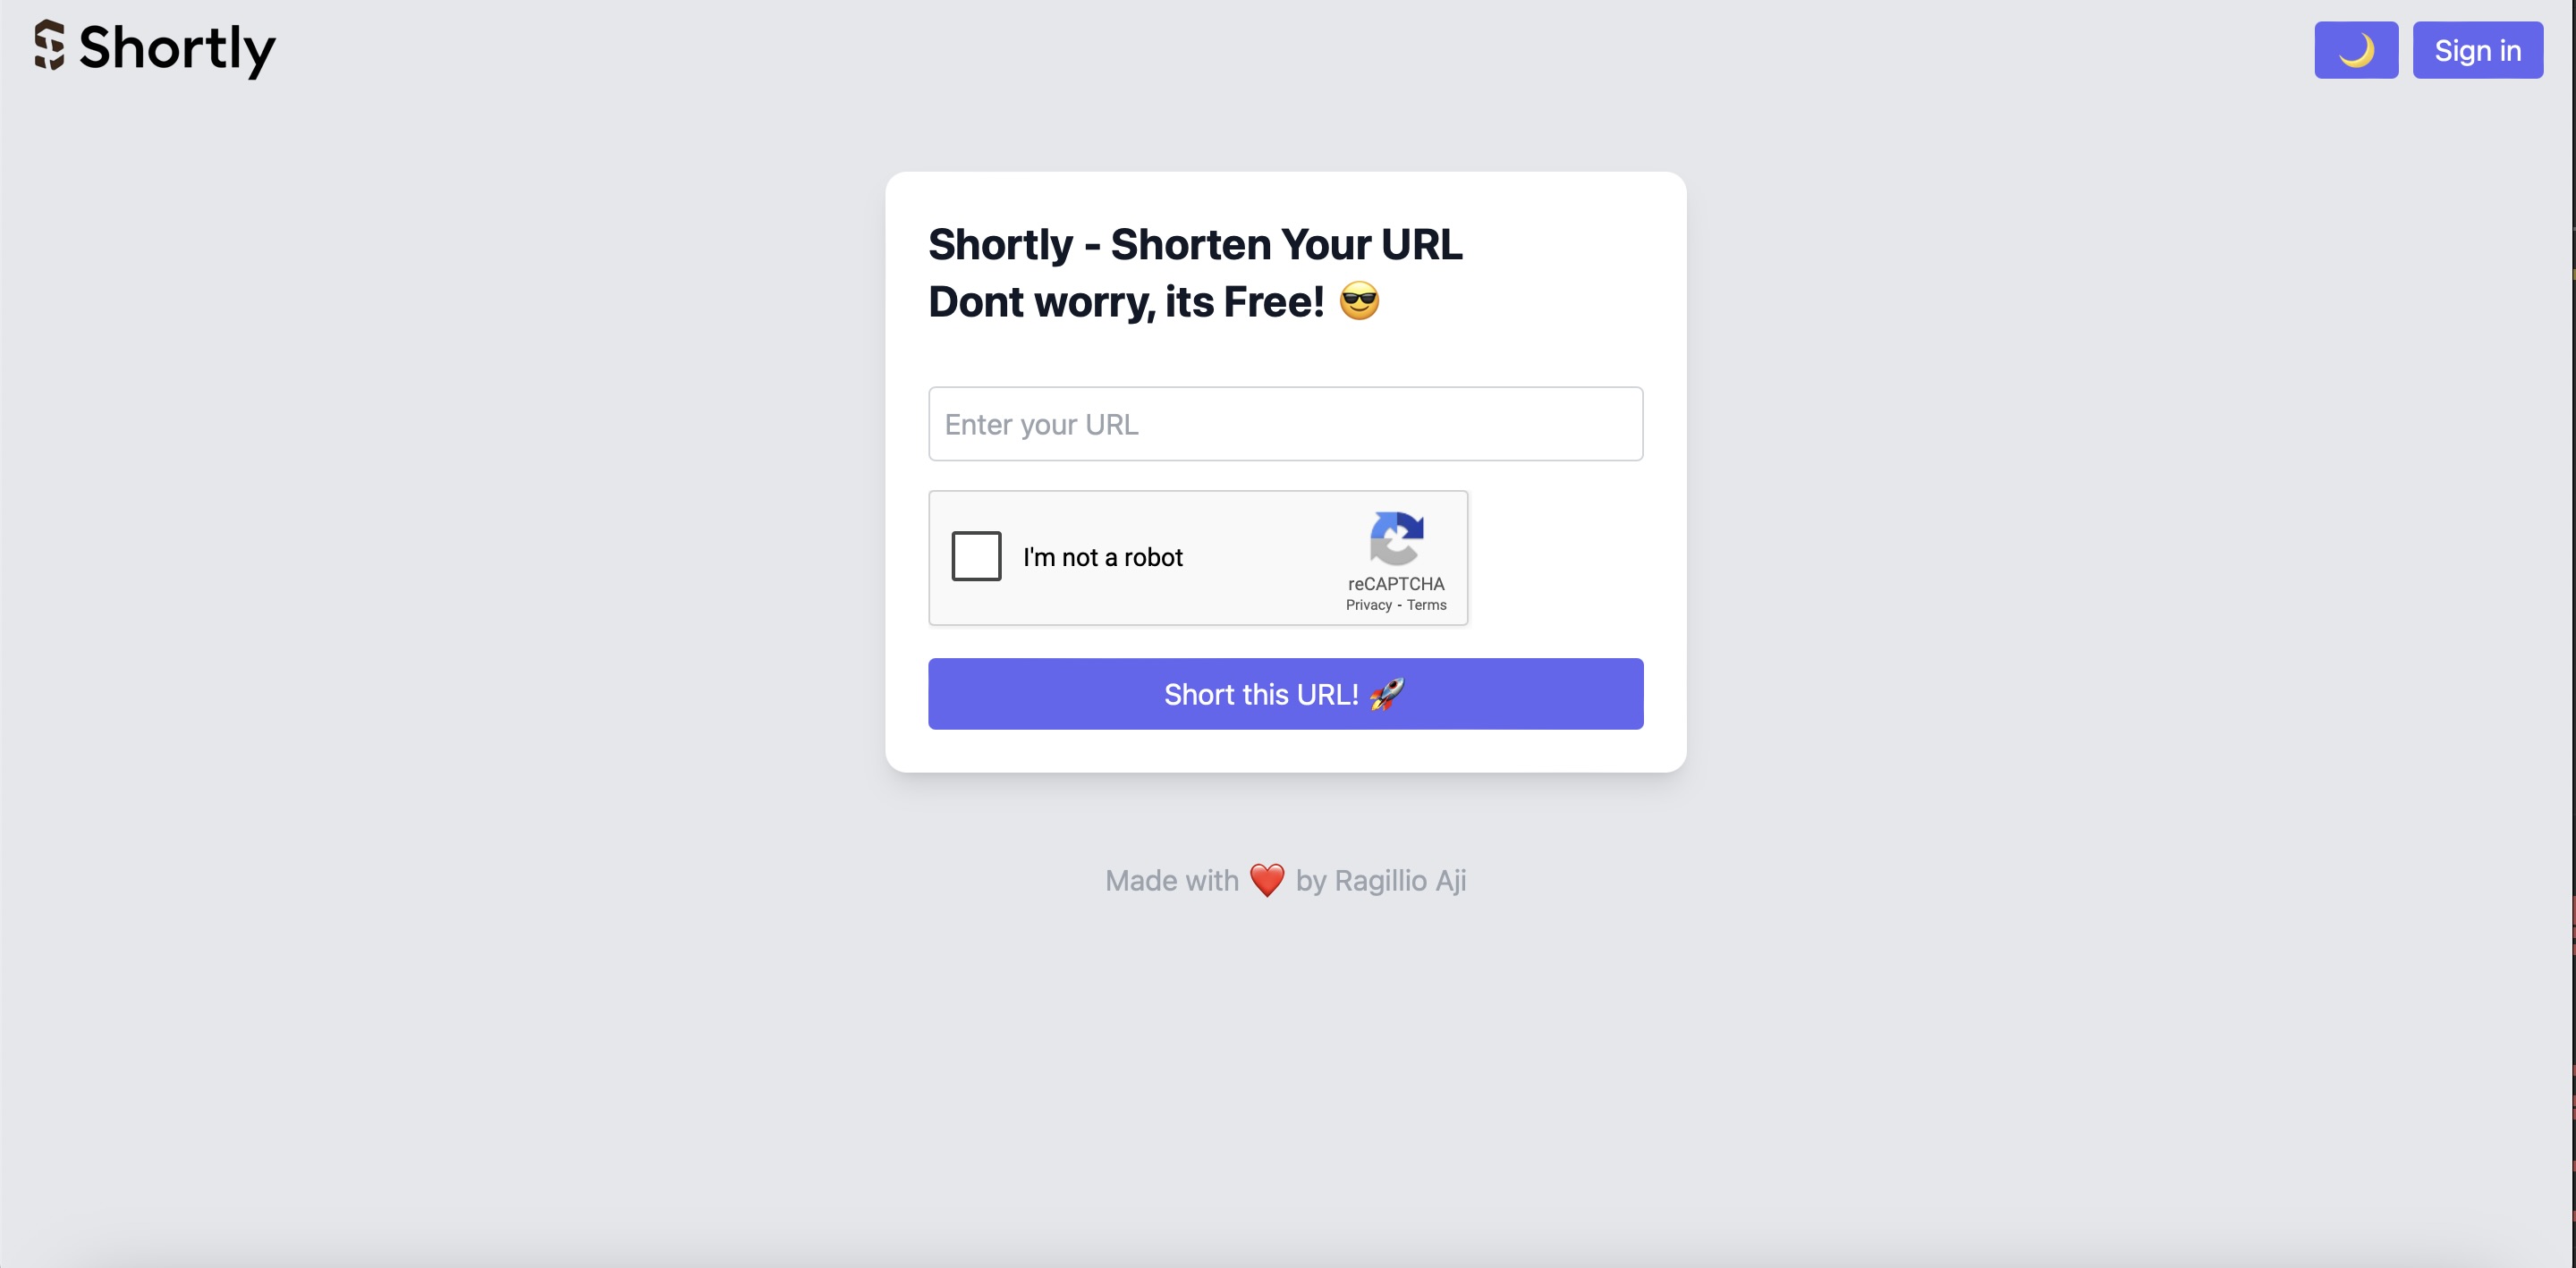 Shortly
🌙 Sign in
Shortly - Shorten Your URL
Dont worry, its Free! 😎
Enter your URL
I'm not a robot
reCAPTCHA
Privacy - Terms
Short this URL! 🚀
Made with ❤️ by Ragillio Aji